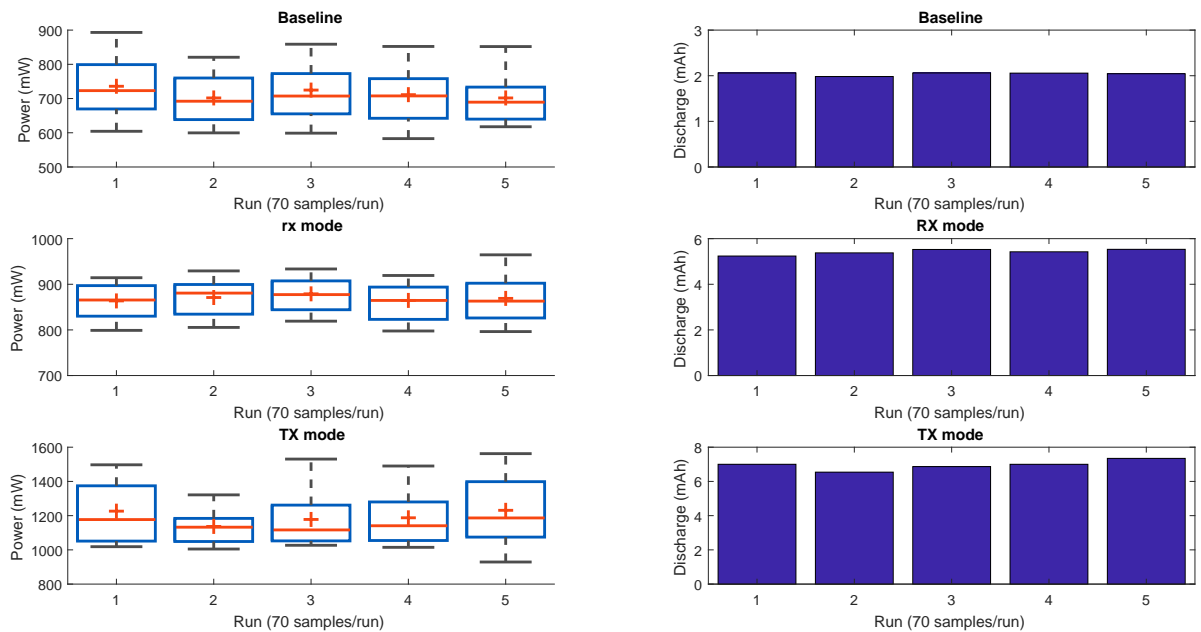 Baseline
Power (mW)
900
800
700
600
500
1 2 3 4 5
Run (70 samples/run)
Baseline
Discharge (mAh)
3
2
1
0
1 2 3 4 5
Run (70 samples/run)
rx mode
Power (mW)
1000
900
800
700
1 2 3 4 5
Run (70 samples/run)
RX mode
Discharge (mAh)
6
4
2
0
1 2 3 4 5
Run (70 samples/run)
TX mode
Power (mW)
1600
1400
1200
1000
800
1 2 3 4 5
Run (70 samples/run)
TX mode
Discharge (mAh)
8
6
4
2
0
1 2 3 4 5
Run (70 samples/run)